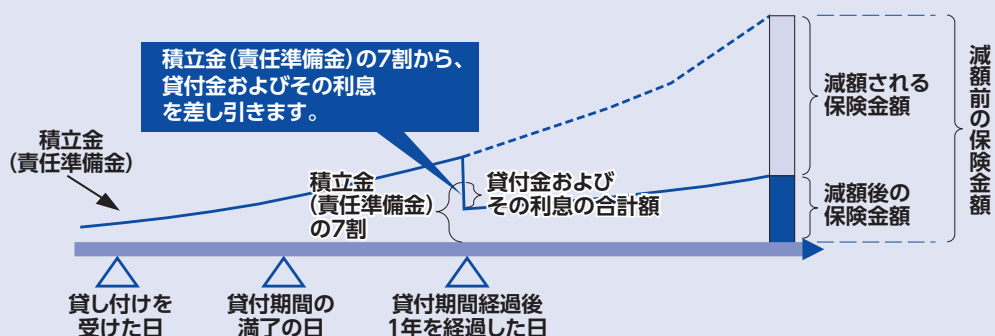 積立金(責任準備金)の7割から、
貸付金およびその利息
を差し引きます。
積立金
(責任準備金)
積立金
(責任準備金)
の7割
貸付金および
その利息の合計額
減額される
保険金額
減額後の
保険金額
減額前の保険金額
貸し付けを
受けた日
貸付期間の
満了の日
貸付期間経過後
1年を経過した日